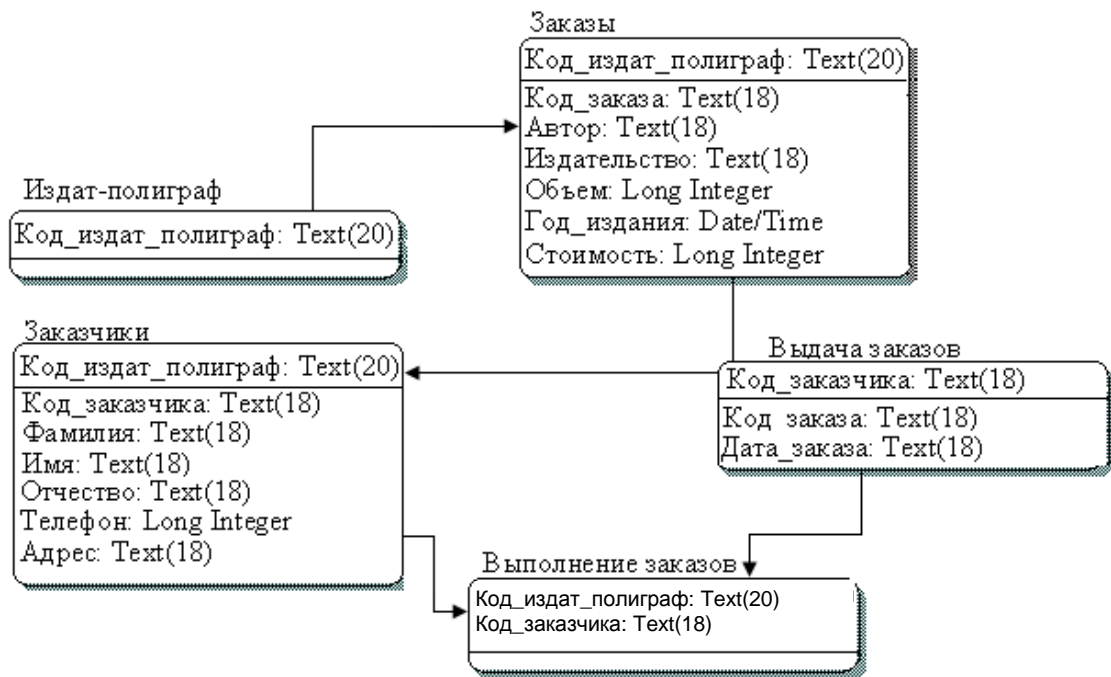 Заказы
Код_издат_полиграф: Text(20)
Код_заказа: Text(18)
Автор: Text(18)
Издательство: Text(18)
Обьем: Long Integer
Год_издания: Date/Time
Стоимость: Long Integer
Издат-полиграф
Код_издат_полиграф: Text(20)
Заказчики
Код_издат_полиграф: Text(20)
Код_заказчика: Text(18)
Фамилия: Text(18)
Имя: Text(18)
Отчество: Text(18)
Телефон: Long Integer
Адрес: Text(18)
Выдача заказов
Код_заказчика: Text(18)
Код заказа: Text(18)
Дата_заказа: Text(18)
Выполнение заказов
Код_издат_полиграф: Text(20)
Код_заказчика: Text(18)